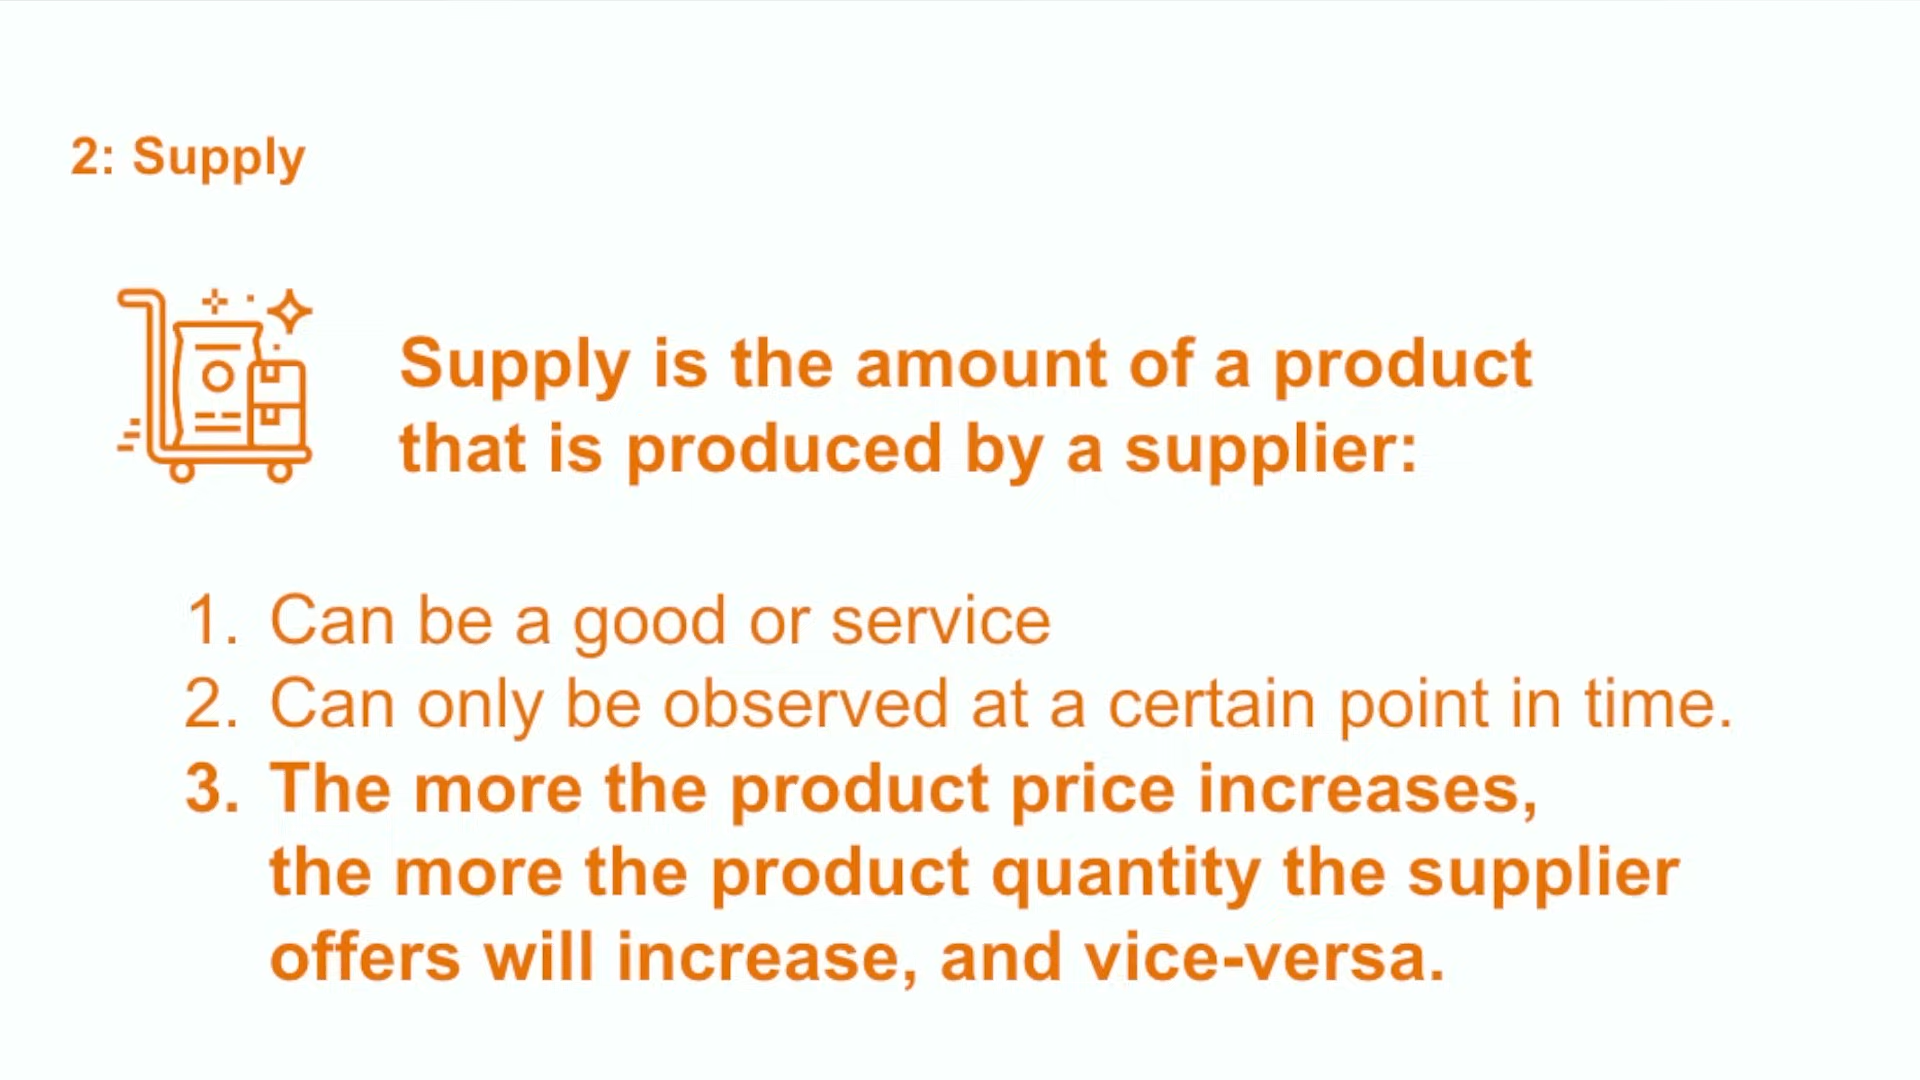 2: Supply
Supply is the amount of a product
that is produced by a supplier:
1. Can be a good or service
2. Can only be observed at a certain point in time.
3. The more the product price increases,
the more the product quantity the supplier
offers will increase, and vice-versa.